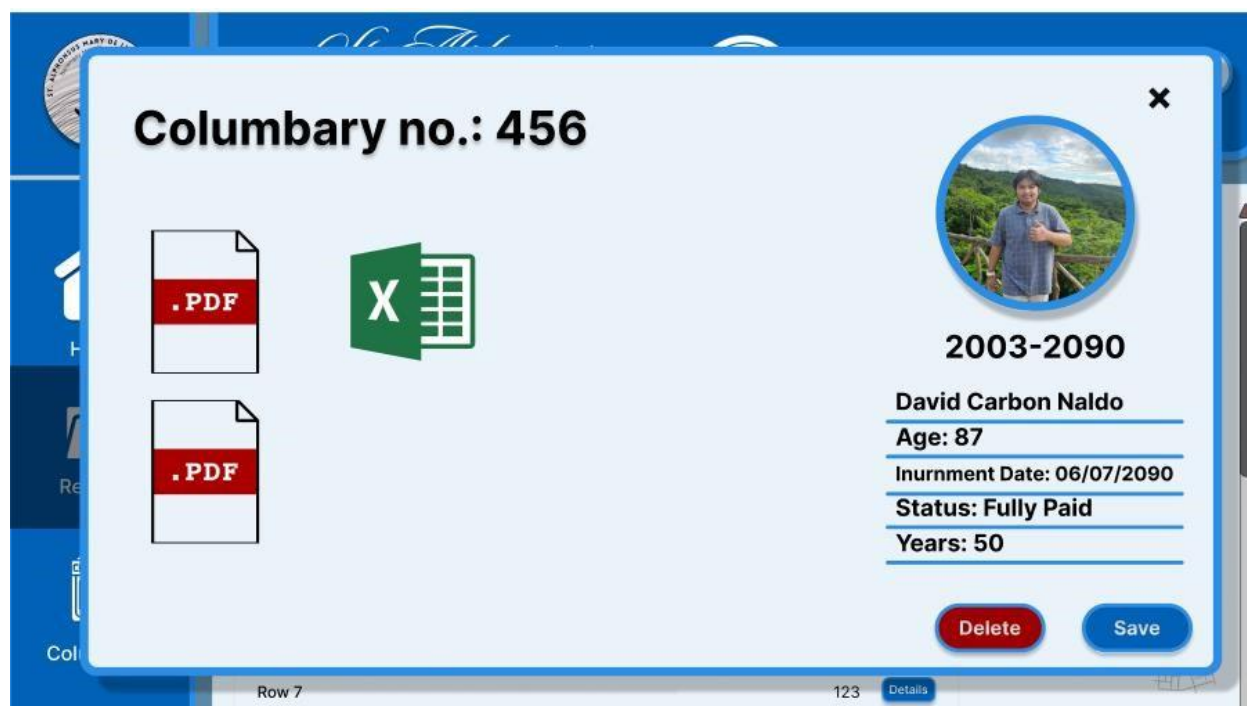 Columbary no.: 456
.PDF
X
.PDF
2003-2090
David Carbon Naldo
Age: 87
Inurnment Date: 06/07/2090
Status: Fully Paid
Years: 50
Delete
Save
Row 7
123
Details